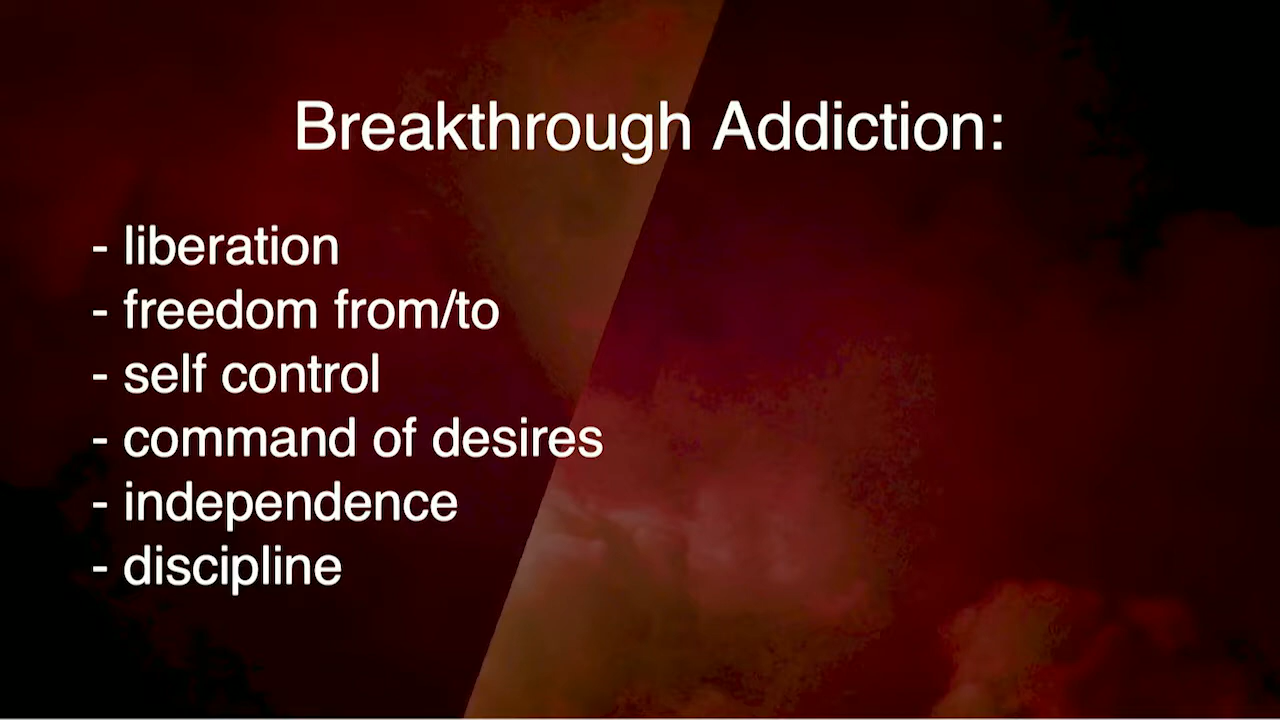 Breakthrough Addiction:
- liberation
- freedom from/to
- self control
- command of desires
- independence
- discipline